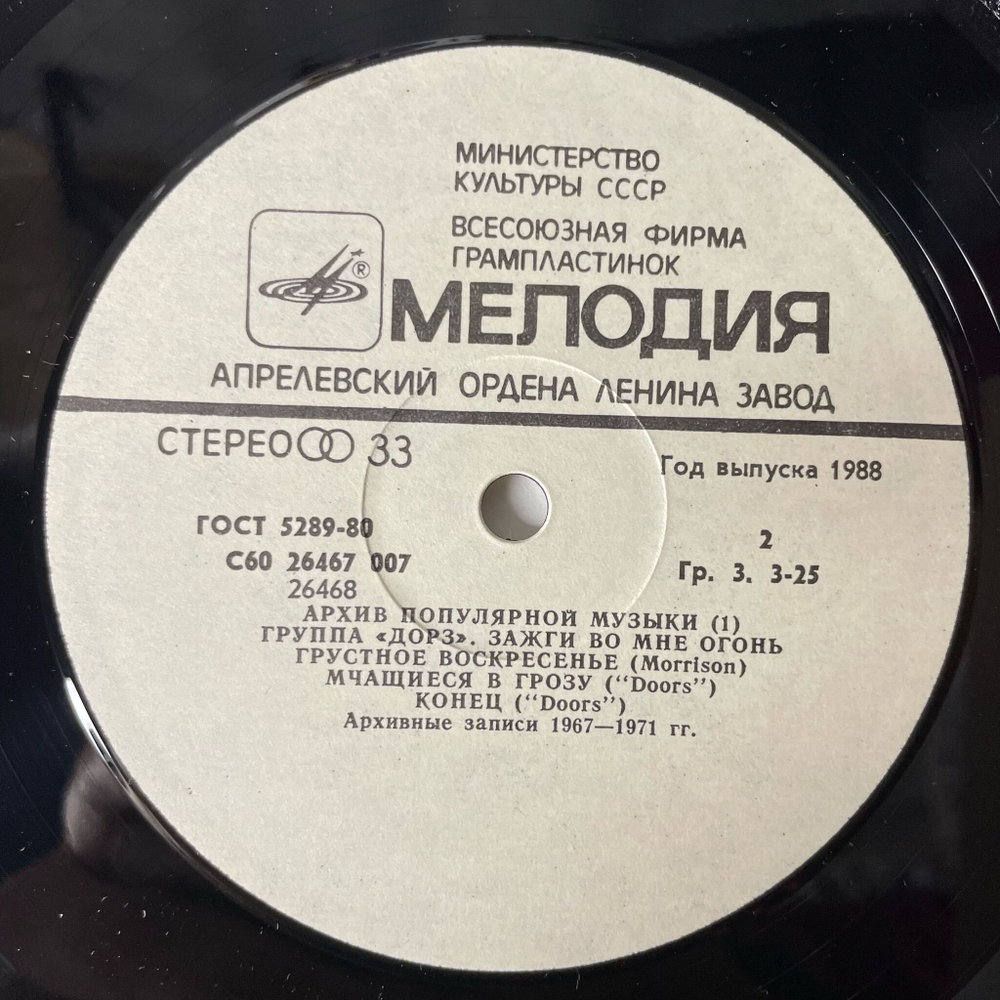 МИНИСТЕРСТВО
КУЛЬТУРЫ СССР
ВСЕСОЮЗНАЯ ФИРМА
ГРАМПЛАСТИНОК
®
МЕЛОДИЯ
АПРЕЛЕВСКИЙ ОРДЕНА ЛЕНИНА ЗАВОД
СТЕРЕО 33
Год выпуска 1988
ГОСТ 5289-80
2
С60 26467 007
Гр. 3. 3-25
26468
АРХИВ ПОПУЛЯРНОЙ МУЗЫКИ (1)
ГРУППА «ДОРЗ». ЗАЖГИ ВО МНЕ ОГОНЬ
ГРУСТНОЕ ВОСКРЕСЕНЬЕ (Morrison)
МЧАЩИЕСЯ В ГРОЗУ ("Doors")
КОНЕЦ ("Doors")
Архивные записи 1967—1971 гг.